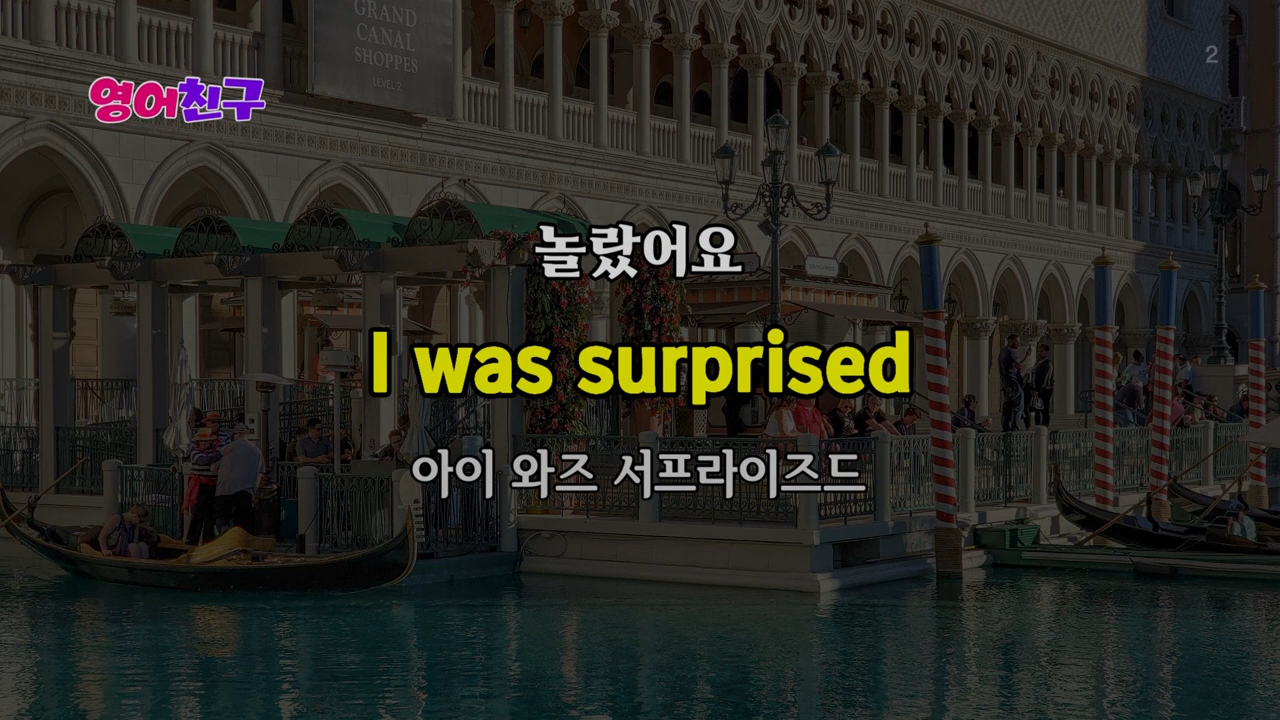 GRAND
CANAL
SHOPPES
LEVEL 2
2
영어친구
놀랐어요
I was surprised
아이 와즈 서프라이즈드